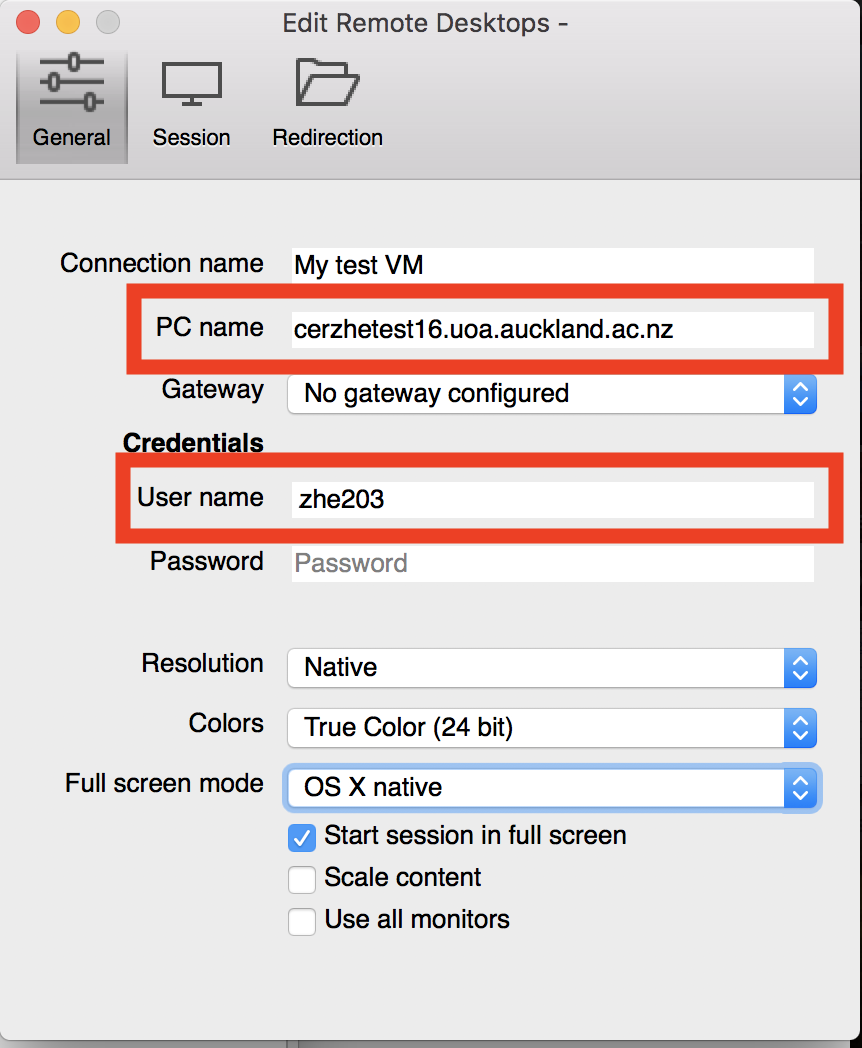 Edit Remote Desktops -
General Session Redirection
Connection name My test VM
PC name cerzhetest16.uoa.auckland.ac.nz
Gateway No gateway configured
Credentials
User name zhe203
Password Password
Resolution Native
Colors True Color (24 bit)
Full screen mode OS X native
Start session in full screen
Scale content
Use all monitors